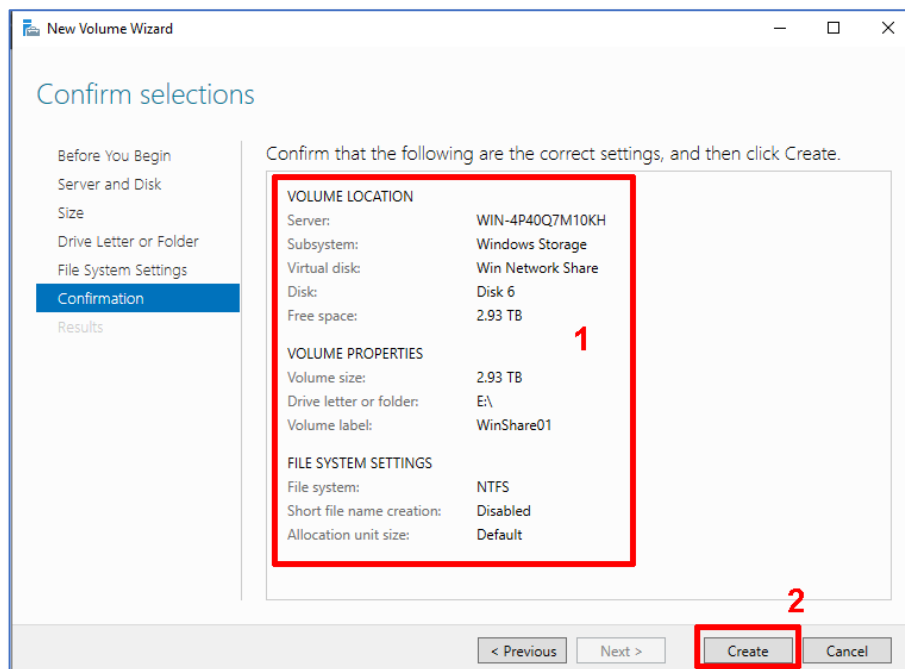 New Volume Wizard
Confirm selections
Before You Begin
Server and Disk
Size
Drive Letter or Folder
File System Settings
Confirmation
Results
Confirm that the following are the correct settings, and then click Create.
VOLUME LOCATION
Server: WIN-4P40Q7M10KH
Subsystem: Windows Storage
Virtual disk: Win Network Share
Disk: Disk 6
Free space: 2.93 TB
1
VOLUME PROPERTIES
Volume size: 2.93 TB
Drive letter or folder: E:\
Volume label: WinShare01
FILE SYSTEM SETTINGS
File system: NTFS
Short file name creation: Disabled
Allocation unit size: Default
2
< Previous Next > Create Cancel